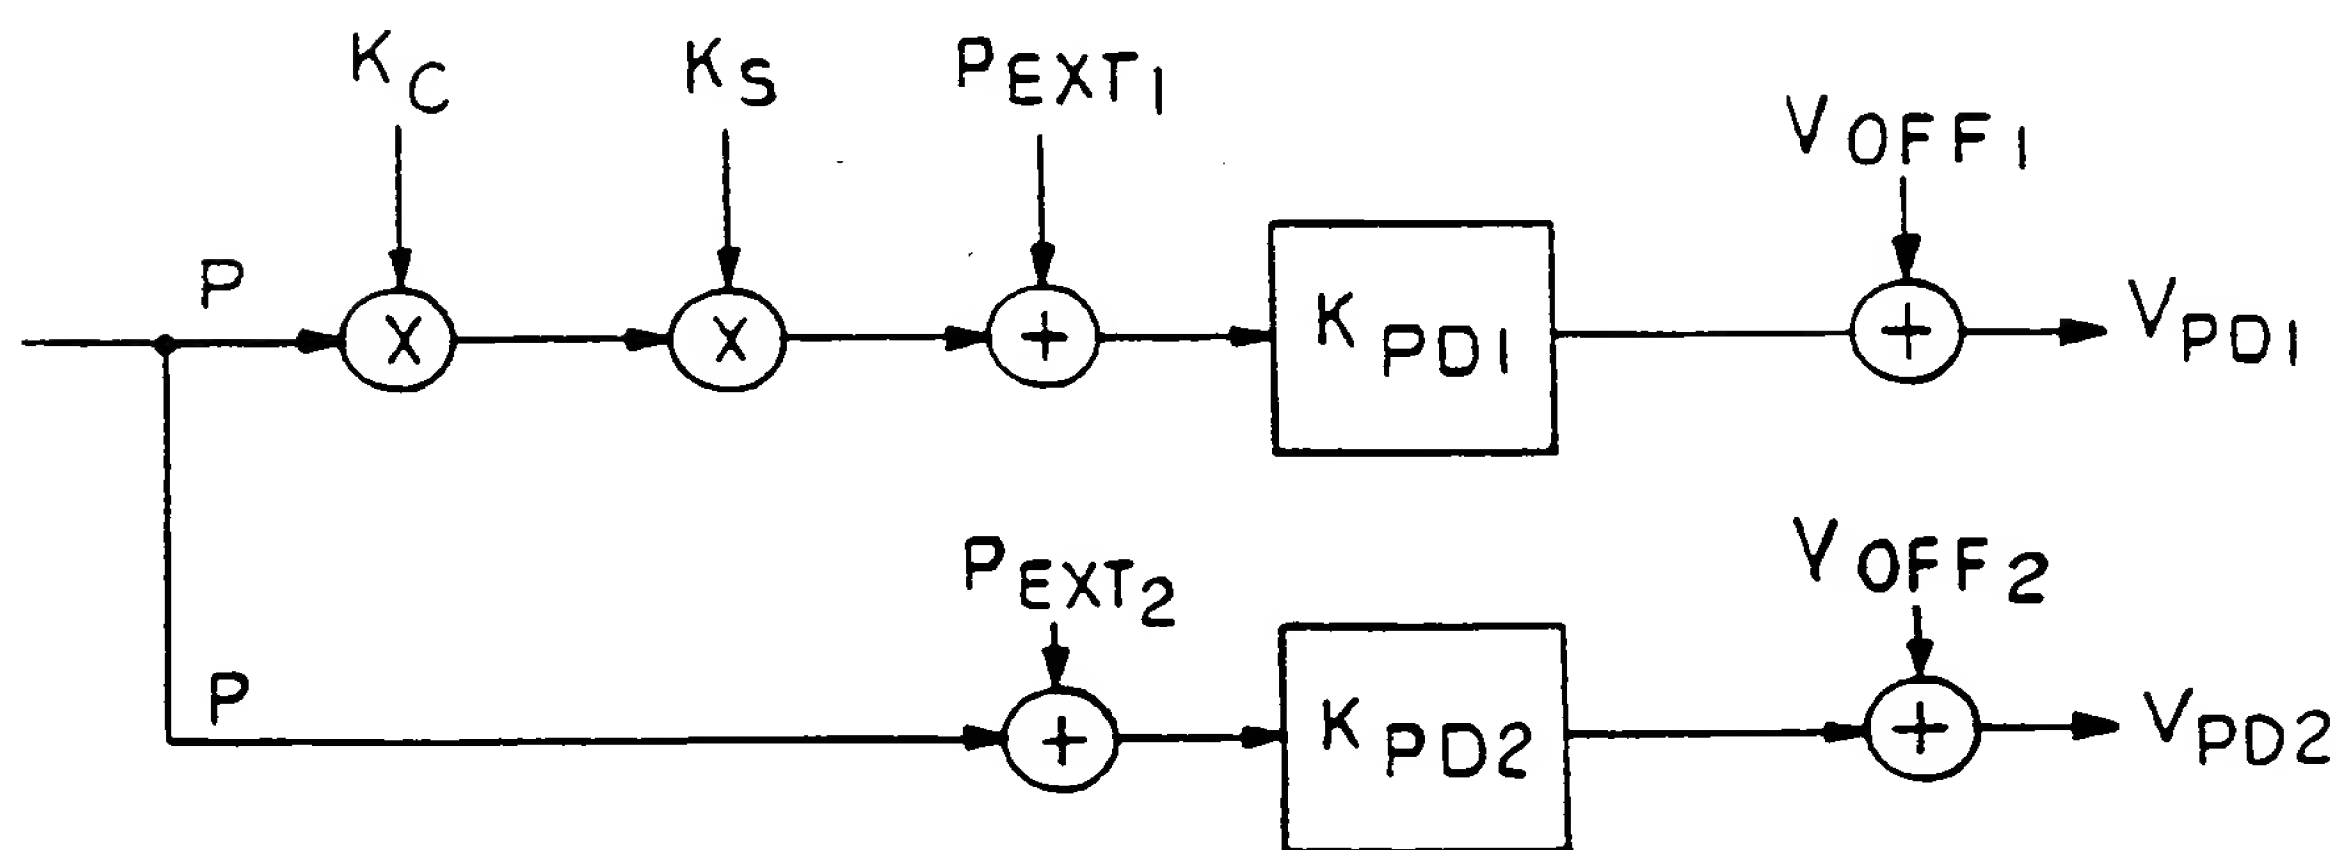 K_C
K_S
P_EXT1
V_OFF1
P
X
X
+
K_PD1
+
V_PD1
P_EXT2
V_OFF2
P
+
K_PD2
+
V_PD2